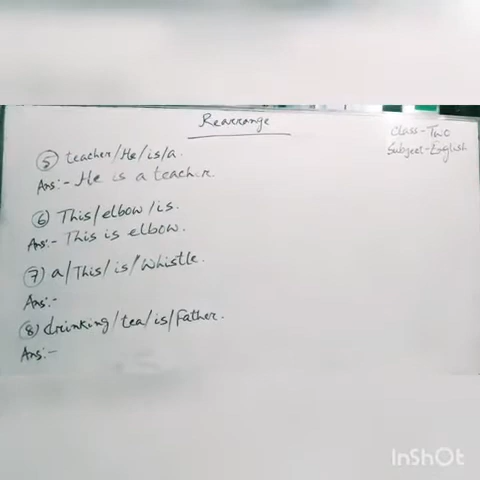 Rearrange
Class-Two
Subject-English
5) teacher/He/is/a.
Ans:- He is a teacher.
6) This/elbow/is.
Ans:- This is elbow.
7) a/This/is/Whistle.
Ans:-
8) drinking/tea/is/Father.
Ans:-
InShOt